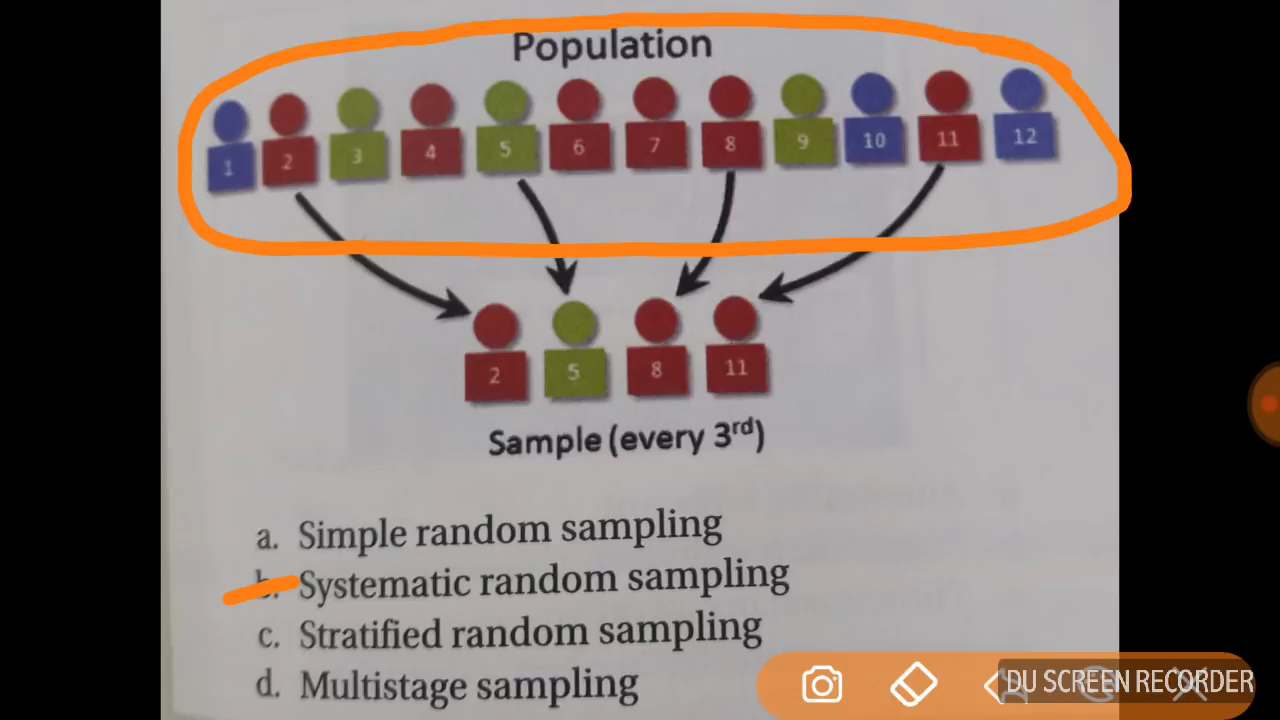 Population
1 2 3 4 5 6 7 8 9 10 11 12
2 5 8 11
Sample (every 3rd)
a. Simple random sampling
b. Systematic random sampling
c. Stratified random sampling
d. Multistage sampling
DU SCREEN RECORDER